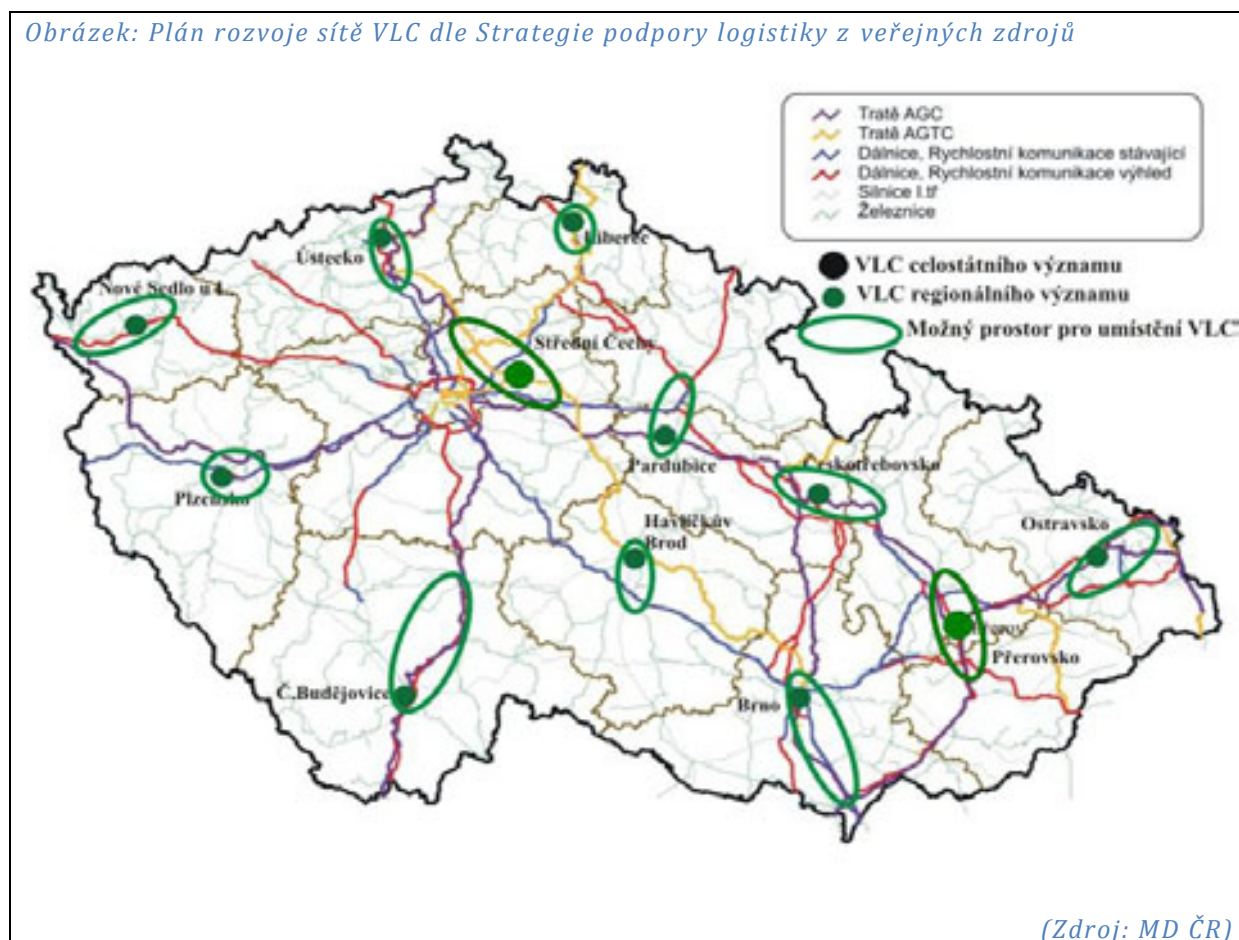 Obrázek: Plán rozvoje sítě VLC dle Strategie podpory logistiky z veřejných zdrojů
Tratě AGC
Tratě AGTC
Dálnice, Rychlostní komunikace stávající
Dálnice, Rychlostní komunikace výhled
Silnice I.tř
Železnice
VLC celostátního významu
VLC regionálního významu
Možný prostor pro umístění VLC
Liberec
Ústecko
Nové Sedlo u L.
Střední Čechy
Pardubice
Českotřebovsko
Plzeňsko
Havlíčkův
Brod
Ostravsko
Přerovsko
Č.Budějovice
Brno
(Zdroj: MD ČR)